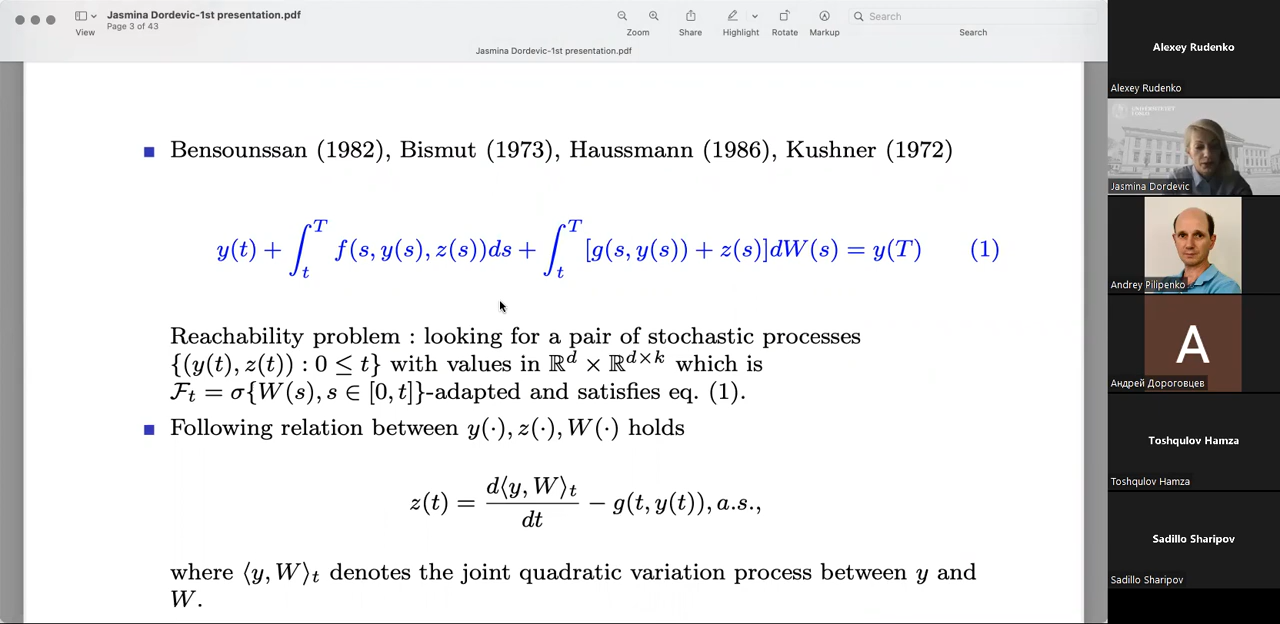 Jasmina Dordevic-1st presentation.pdf
Page 3 of 43
View
Zoom
Share
Highlight
Rotate
Markup
Search
Search
Jasmina Dordevic-1st presentation.pdf
Bensounssan (1982), Bismut (1973), Haussmann (1986), Kushner (1972)
y(t) + ∫_t^T f(s, y(s), z(s))ds + ∫_t^T [g(s, y(s)) + z(s)]dW(s) = y(T) (1)
Reachability problem : looking for a pair of stochastic processes
{(y(t), z(t)) : 0 ≤ t} with values in ℝ^d × ℝ^{d×k} which is
ℱ_t = σ{W(s), s ∈ [0, t]}-adapted and satisfies eq. (1).
Following relation between y(·), z(·), W(·) holds
z(t) = d⟨y, W⟩_t / dt − g(t, y(t)), a.s.,
where ⟨y, W⟩_t denotes the joint quadratic variation process between y and
W.
Alexey Rudenko
Alexey Rudenko
Jasmina Dordevic
Andrey Pilipenko
A
Андрей Дороговцев
Toshqulov Hamza
Toshqulov Hamza
Sadillo Sharipov
Sadillo Sharipov